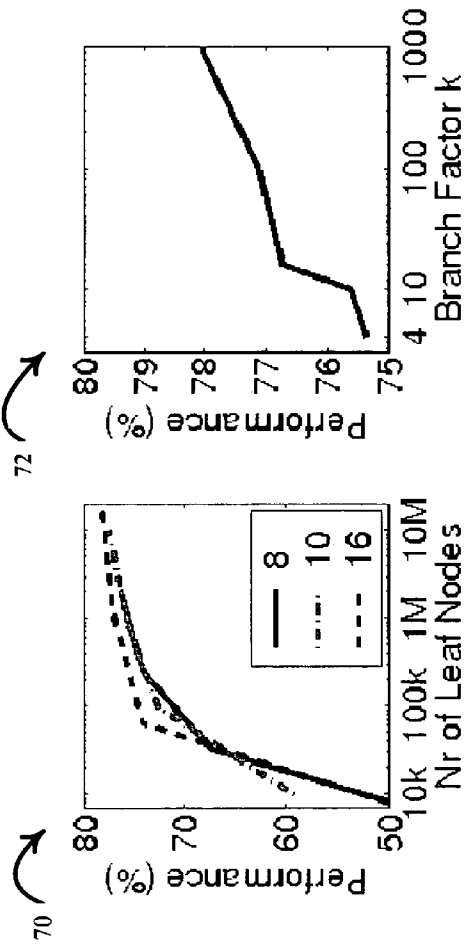 70
80
70
60
50
Performance (%)
10k 100k 1M 10M
Nr of Leaf Nodes
8
10
16
72
80
79
78
77
76
75
Performance (%)
4 10 100 1000
Branch Factor k